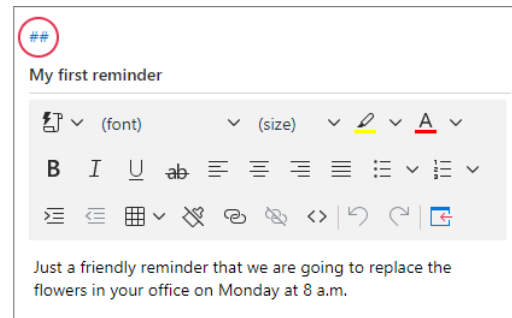 ##
My first reminder
(font) (size) A
B I U ab
Just a friendly reminder that we are going to replace the
flowers in your office on Monday at 8 a.m.